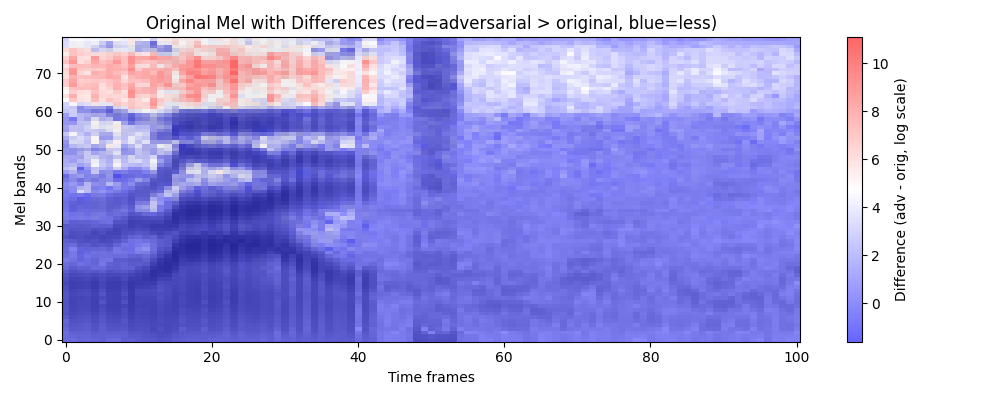 Original Mel with Differences (red=adversarial > original, blue=less)
70
60
50
40
30
20
10
0
Mel bands
0 20 40 60 80 100
Time frames
10
8
6
4
2
0
Difference (adv - orig, log scale)